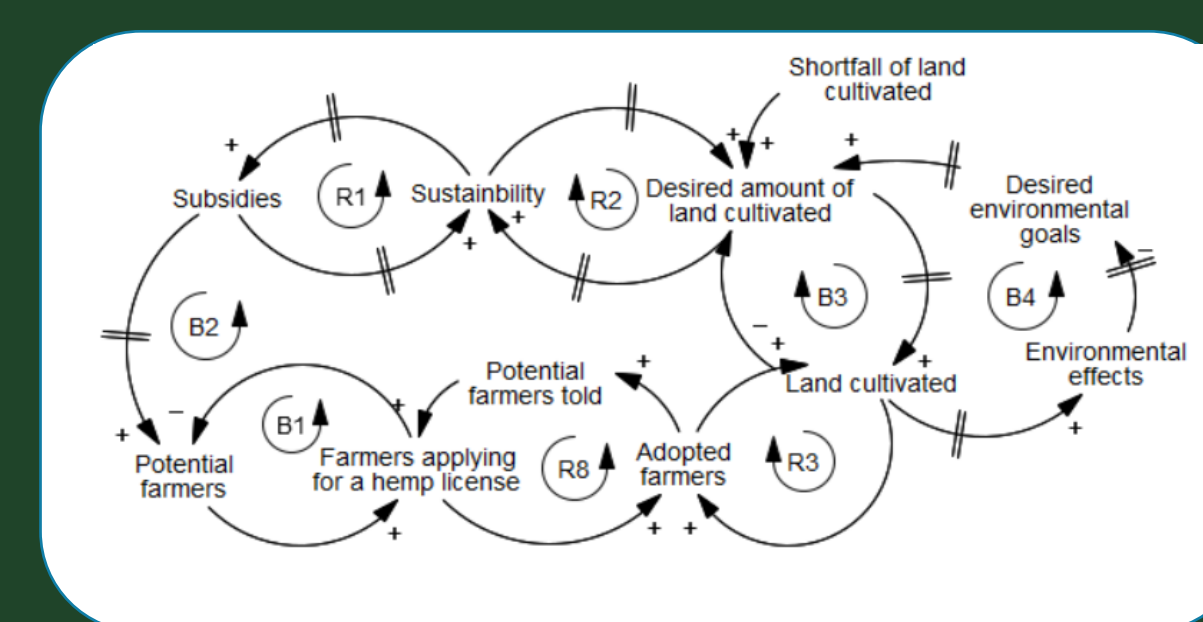 Shortfall of land
cultivated
+
+
+
+
Subsidies
R1
Sustainbility
+
+
R2
Desired amount of
land cultivated
Desired
environmental
goals
−
B2
B3
B4
−
+
+
Land cultivated
Environmental
effects
+
Potential
farmers told
+
+
−
+
B1
Potential
farmers
Farmers applying
for a hemp license
+
R8
Adopted
farmers
+
+
R3